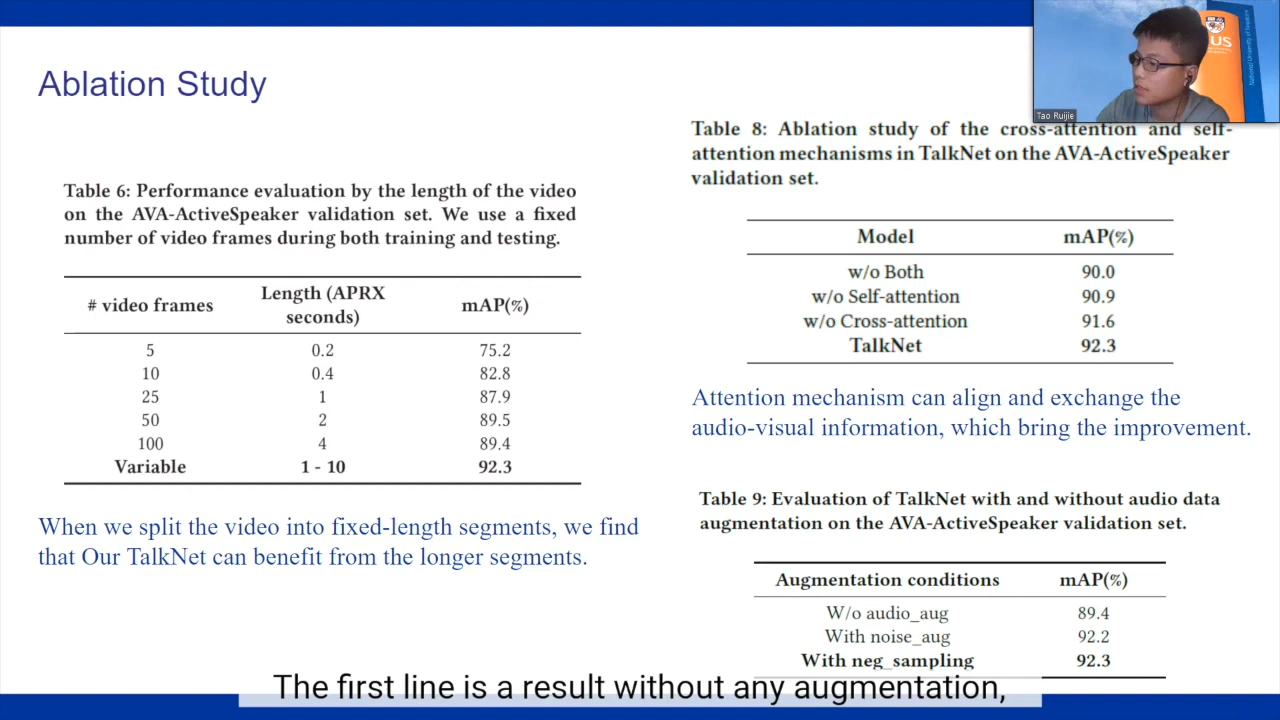 Ablation Study
Table 6: Performance evaluation by the length of the video
on the AVA-ActiveSpeaker validation set. We use a fixed
number of video frames during both training and testing.
# video frames Length (APRX seconds) mAP(%)
5 0.2 75.2
10 0.4 82.8
25 1 87.9
50 2 89.5
100 4 89.4
Variable 1 - 10 92.3
When we split the video into fixed-length segments, we find
that Our TalkNet can benefit from the longer segments.
US
National University of Singapore
Tao Ruijie
Table 8: Ablation study of the cross-attention and self-
attention mechanisms in TalkNet on the AVA-ActiveSpeaker
validation set.
Model mAP(%)
w/o Both 90.0
w/o Self-attention 90.9
w/o Cross-attention 91.6
TalkNet 92.3
Attention mechanism can align and exchange the
audio-visual information, which bring the improvement.
Table 9: Evaluation of TalkNet with and without audio data
augmentation on the AVA-ActiveSpeaker validation set.
Augmentation conditions mAP(%)
W/o audio_aug 89.4
With noise_aug 92.2
With neg_sampling 92.3
The first line is a result without any augmentation,